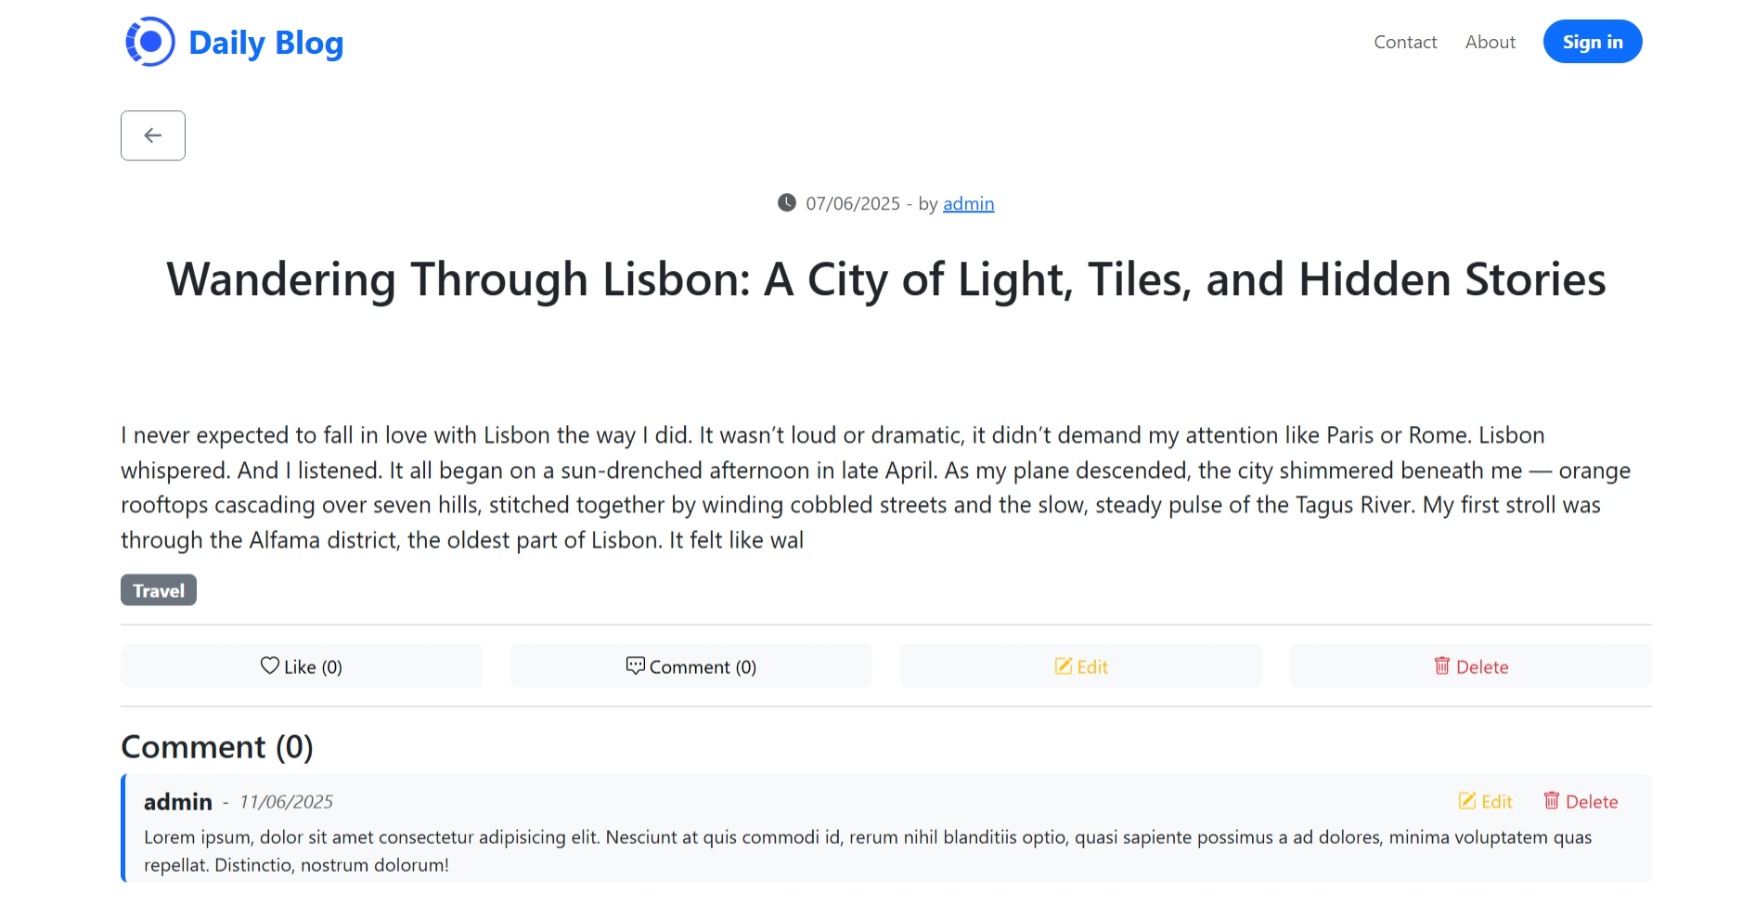 Daily Blog
Contact About Sign in
07/06/2025 - by admin
Wandering Through Lisbon: A City of Light, Tiles, and Hidden Stories
I never expected to fall in love with Lisbon the way I did. It wasn’t loud or dramatic, it didn’t demand my attention like Paris or Rome. Lisbon
whispered. And I listened. It all began on a sun-drenched afternoon in late April. As my plane descended, the city shimmered beneath me — orange
rooftops cascading over seven hills, stitched together by winding cobbled streets and the slow, steady pulse of the Tagus River. My first stroll was
through the Alfama district, the oldest part of Lisbon. It felt like wal
Travel
Like (0) Comment (0) Edit Delete
Comment (0)
admin - 11/06/2025 Edit Delete
Lorem ipsum, dolor sit amet consectetur adipisicing elit. Nesciunt at quis commodi id, rerum nihil blanditiis optio, quasi sapiente possimus a ad dolores, minima voluptatem quas
repellat. Distinctio, nostrum dolorum!